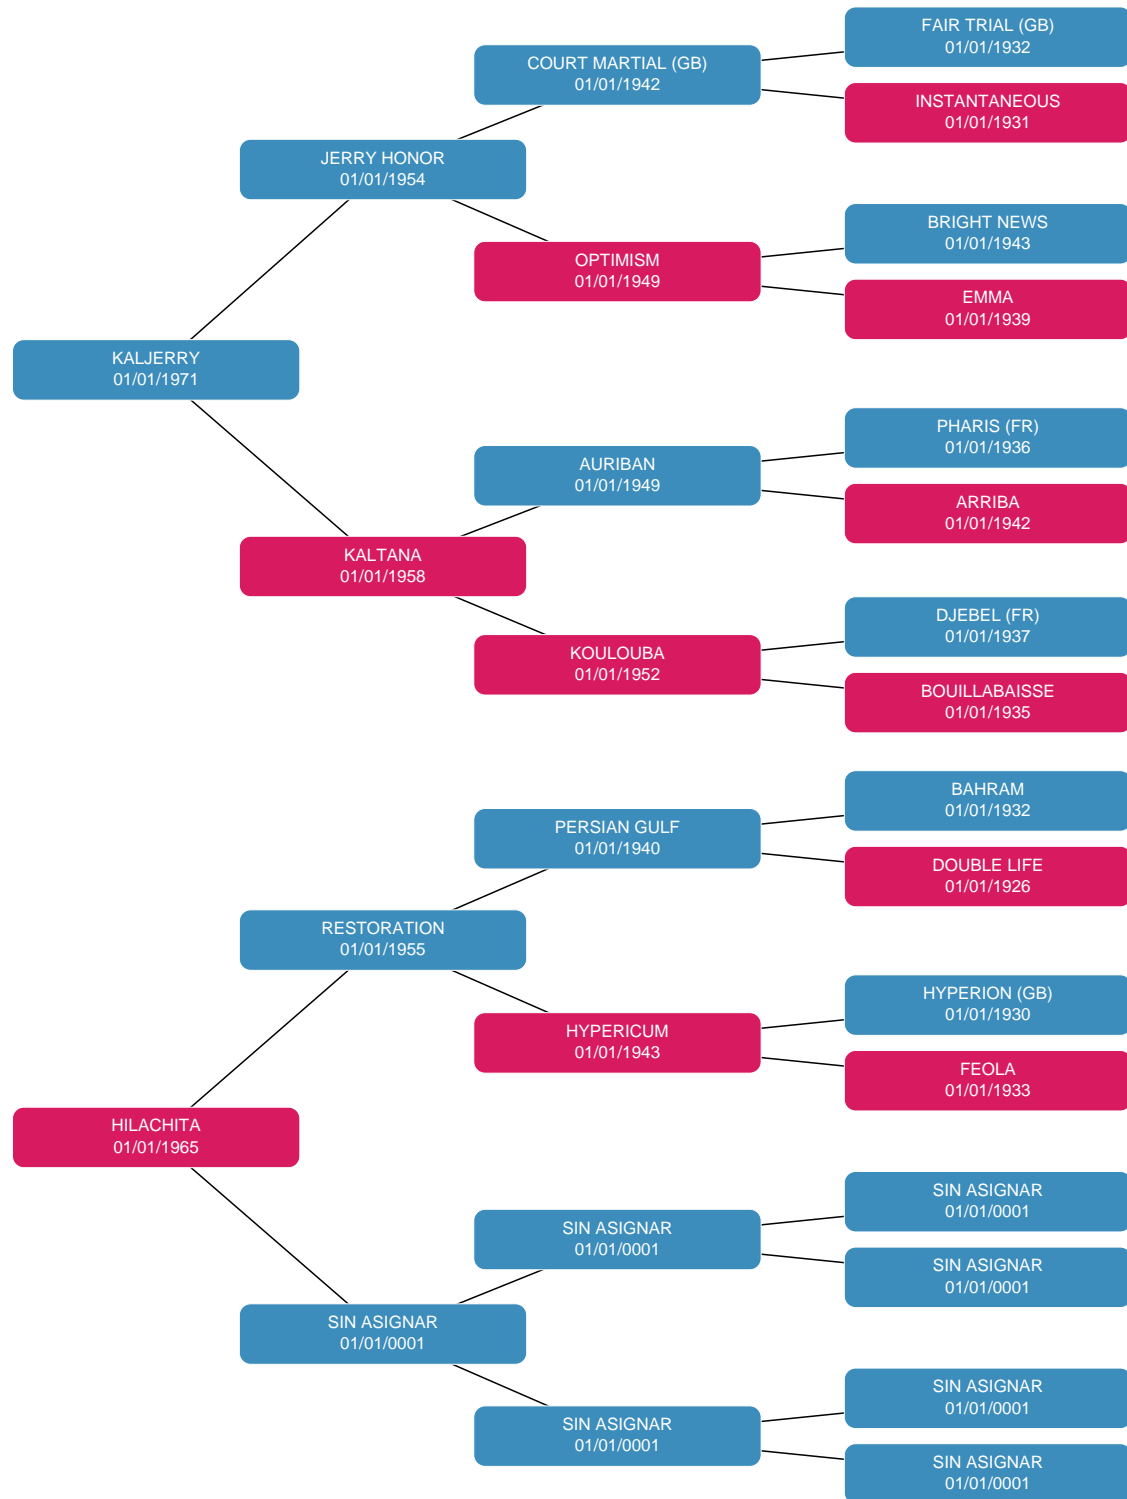 FAIR TRIAL (GB)
01/01/1932
COURT MARTIAL (GB)
01/01/1942
INSTANTANEOUS
01/01/1931
JERRY HONOR
01/01/1954
BRIGHT NEWS
01/01/1943
OPTIMISM
01/01/1949
EMMA
01/01/1939
KALJERRY
01/01/1971
PHARIS (FR)
01/01/1936
AURIBAN
01/01/1949
ARRIBA
01/01/1942
KALTANA
01/01/1958
DJEBEL (FR)
01/01/1937
KOULOUBA
01/01/1952
BOUILLABAISSE
01/01/1935
BAHRAM
01/01/1932
PERSIAN GULF
01/01/1940
DOUBLE LIFE
01/01/1926
RESTORATION
01/01/1955
HYPERION (GB)
01/01/1930
HYPERICUM
01/01/1943
FEOLA
01/01/1933
HILACHITA
01/01/1965
SIN ASIGNAR
01/01/0001
SIN ASIGNAR
01/01/0001
SIN ASIGNAR
01/01/0001
SIN ASIGNAR
01/01/0001
SIN ASIGNAR
01/01/0001
SIN ASIGNAR
01/01/0001
SIN ASIGNAR
01/01/0001